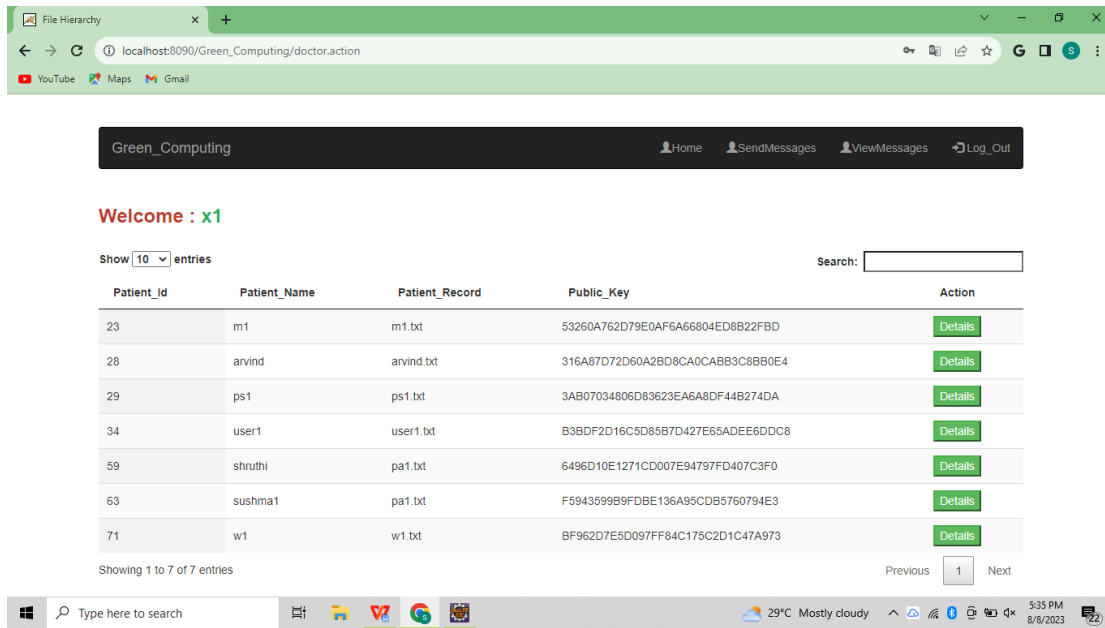 File Hierarchy
localhost:8090/Green_Computing/doctor.action
G S
YouTube Maps Gmail
Green_Computing Home SendMessages ViewMessages Log_Out
Welcome : x1
Show 10 entries Search:
Patient_Id Patient_Name Patient_Record Public_Key Action
23 m1 m1.txt 53260A762D79E0AF6A66804ED8B22FBD Details
28 arvind arvind.txt 316A87D72D60A2BD8CA0CABB3C8BB0E4 Details
29 ps1 ps1.txt 3AB07034806D83623EA6A8DF44B274DA Details
34 user1 user1.txt B3BDF2D16C5D85B7D427E65ADEE6DDC8 Details
59 shruthi pa1.txt 6496D10E1271CD007E94797FD407C3F0 Details
63 sushma1 pa1.txt F5943599B9FDBE136A95CDB5760794E3 Details
71 w1 w1.txt BF962D7E5D097FF84C175C2D1C47A973 Details
Showing 1 to 7 of 7 entries Previous 1 Next
Type here to search 29°C Mostly cloudy 5:35 PM
8/8/2023 22